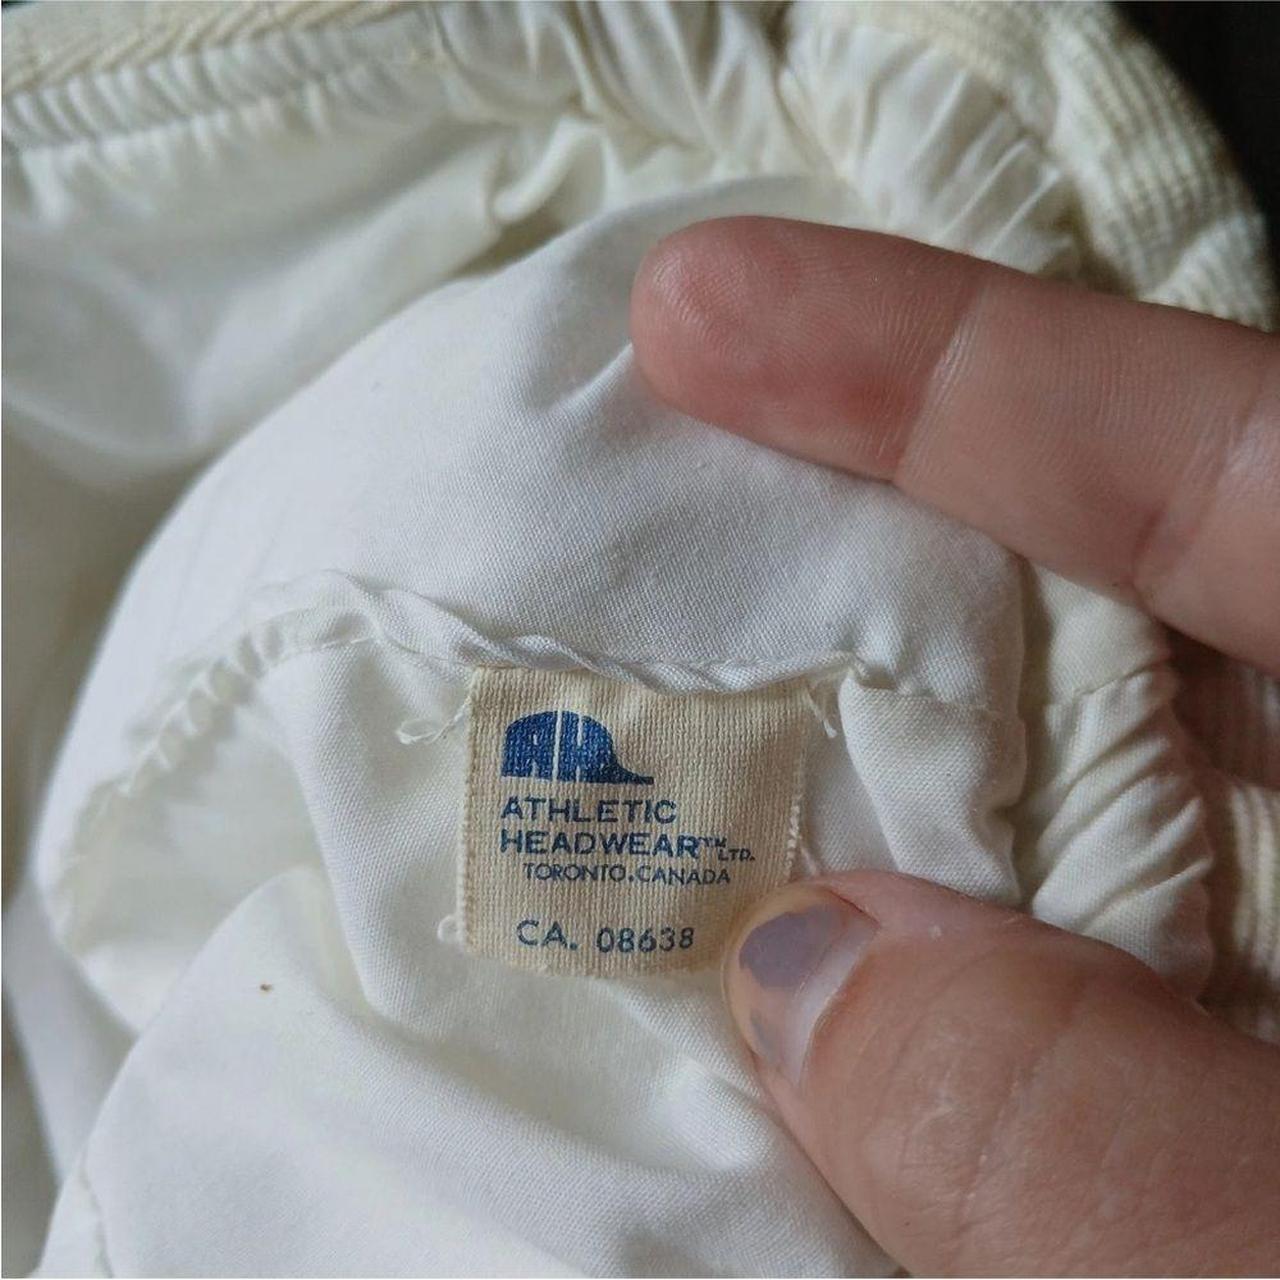 AH
ATHLETIC
HEADWEAR™ LTD.
TORONTO.CANADA
CA. 08638